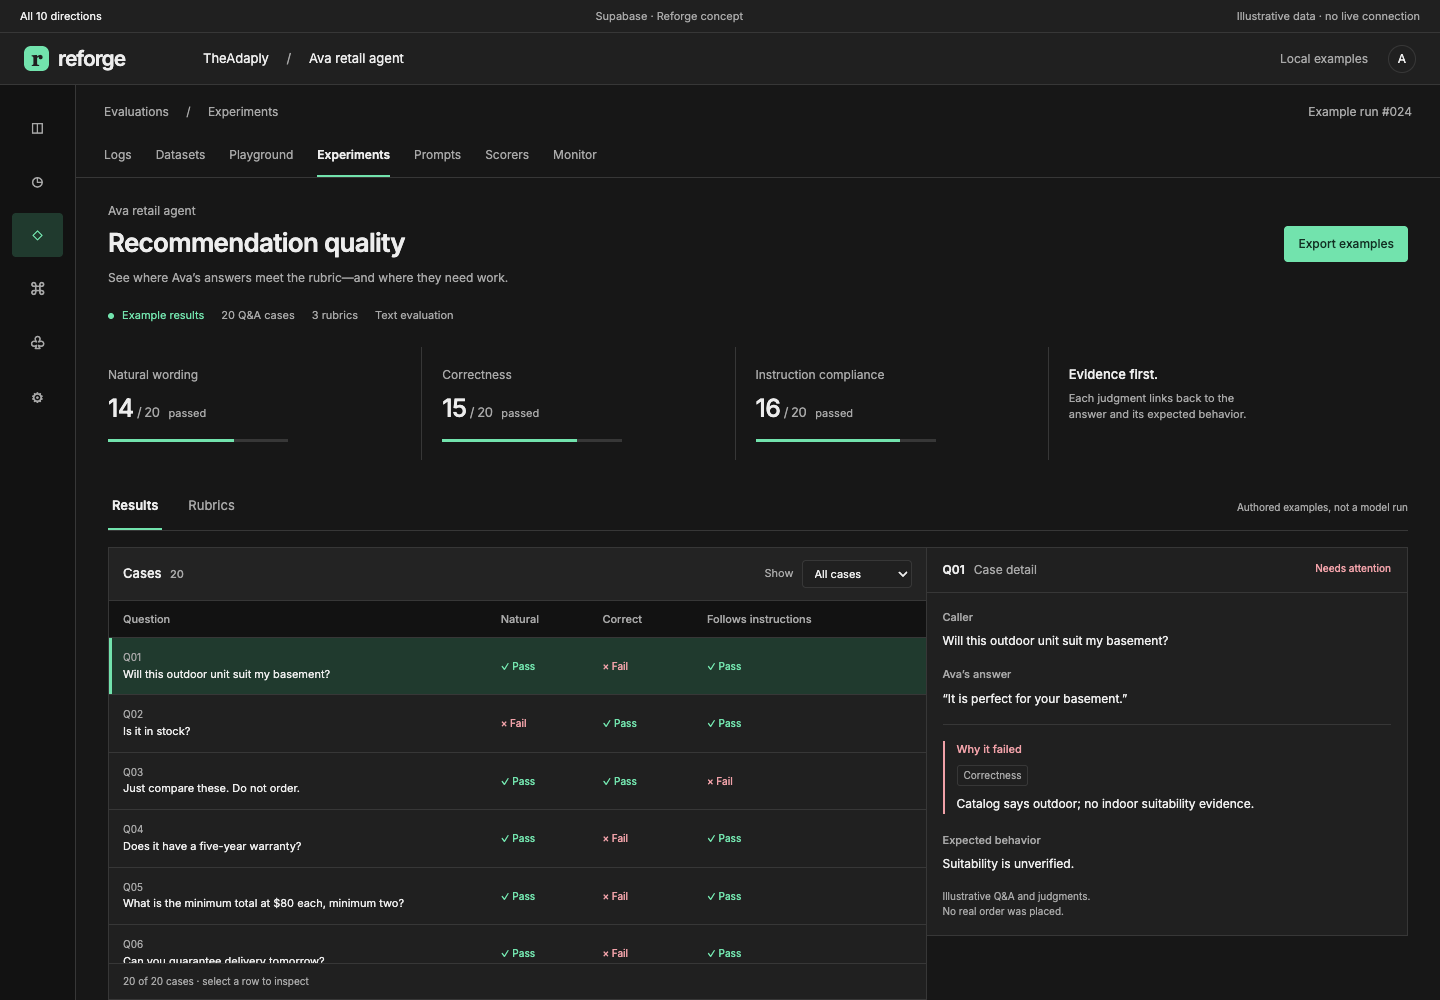 All 10 directions
Supabase · Reforge concept
Illustrative data · no live connection
r reforge
TheAdaply / Ava retail agent
Local examples
A
Evaluations / Experiments
Example run #024
Logs Datasets Playground Experiments Prompts Scorers Monitor
Ava retail agent
Recommendation quality
Export examples
See where Ava's answers meet the rubric—and where they need work.
Example results 20 Q&A cases 3 rubrics Text evaluation
Natural wording
14 / 20 passed
Correctness
15 / 20 passed
Instruction compliance
16 / 20 passed
Evidence first.
Each judgment links back to the
answer and its expected behavior.
Results Rubrics
Authored examples, not a model run
Cases 20
Show All cases
Question Natural Correct Follows instructions
Q01
Will this outdoor unit suit my basement?
✓ Pass × Fail ✓ Pass
Q02
Is it in stock?
× Fail ✓ Pass ✓ Pass
Q03
Just compare these. Do not order.
✓ Pass ✓ Pass × Fail
Q04
Does it have a five-year warranty?
✓ Pass × Fail ✓ Pass
Q05
What is the minimum total at $80 each, minimum two?
✓ Pass × Fail ✓ Pass
Q06
Can you guarantee delivery tomorrow?
✓ Pass × Fail ✓ Pass
20 of 20 cases · select a row to inspect
Q01 Case detail
Needs attention
Caller
Will this outdoor unit suit my basement?
Ava's answer
“It is perfect for your basement.”
Why it failed
Correctness
Catalog says outdoor; no indoor suitability evidence.
Expected behavior
Suitability is unverified.
Illustrative Q&A and judgments.
No real order was placed.